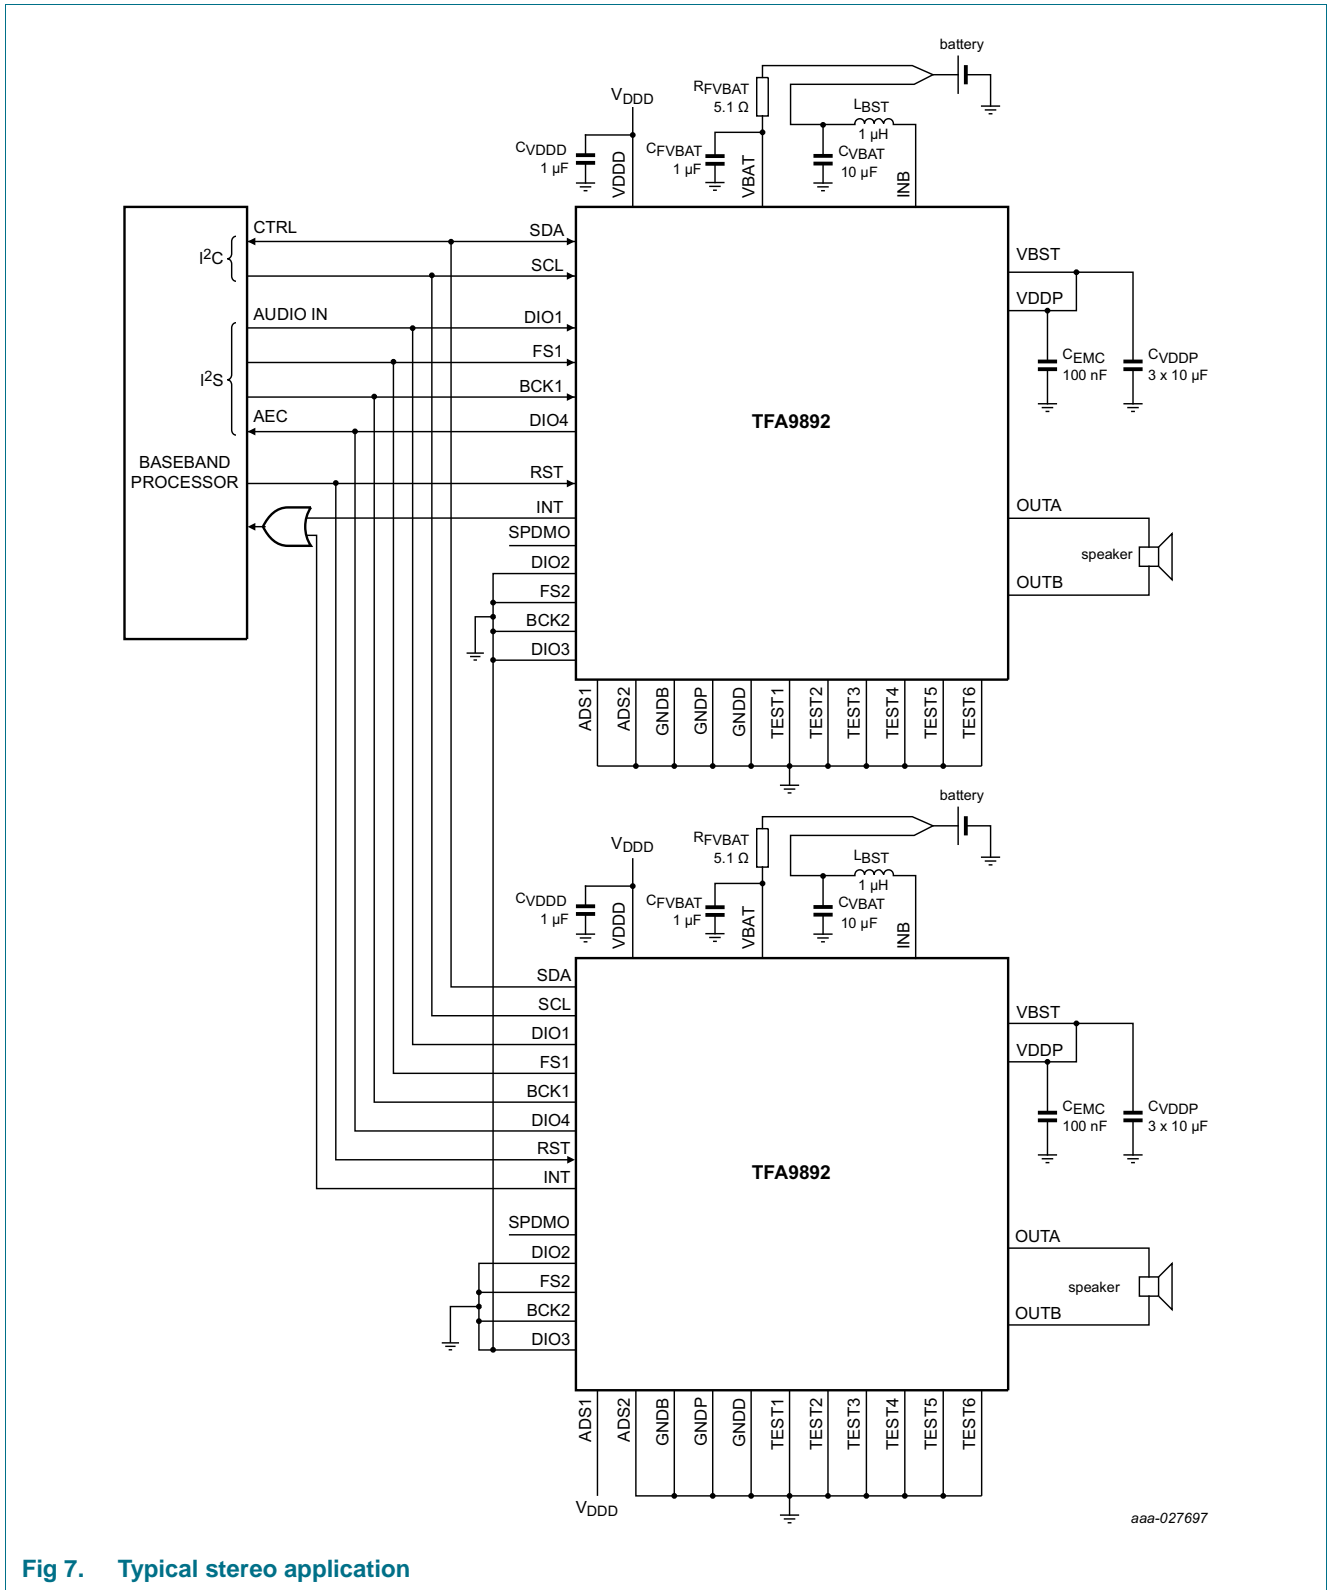 battery
RFVBAT
5.1 Ω
VDDD
LBST
1 µH
CVDDD
1 µF
VDDD
CFVBAT
1 µF
VBAT
CVBAT
10 µF
INB
CTRL
SDA
I2C
SCL
VBST
AUDIO IN
DIO1
VDDP
FS1
CEMC
100 nF
CVDDP
3 x 10 µF
I2S
BCK1
AEC
DIO4
TFA9892
BASEBAND
PROCESSOR
RST
INT
OUTA
SPDMO
speaker
DIO2
FS2
OUTB
BCK2
DIO3
ADS1
ADS2
GNDB
GNDP
GNDD
TEST1
TEST2
TEST3
TEST4
TEST5
TEST6
battery
RFVBAT
5.1 Ω
VDDD
LBST
1 µH
CVDDD
1 µF
VDDD
CFVBAT
1 µF
VBAT
CVBAT
10 µF
INB
SDA
SCL
VBST
DIO1
FS1
VDDP
BCK1
CEMC
100 nF
CVDDP
3 x 10 µF
DIO4
RST
INT
TFA9892
SPDMO
OUTA
DIO2
FS2
speaker
BCK2
OUTB
DIO3
ADS1
ADS2
GNDB
GNDP
GNDD
TEST1
TEST2
TEST3
TEST4
TEST5
TEST6
VDDD
aaa-027697
Fig 7. Typical stereo application